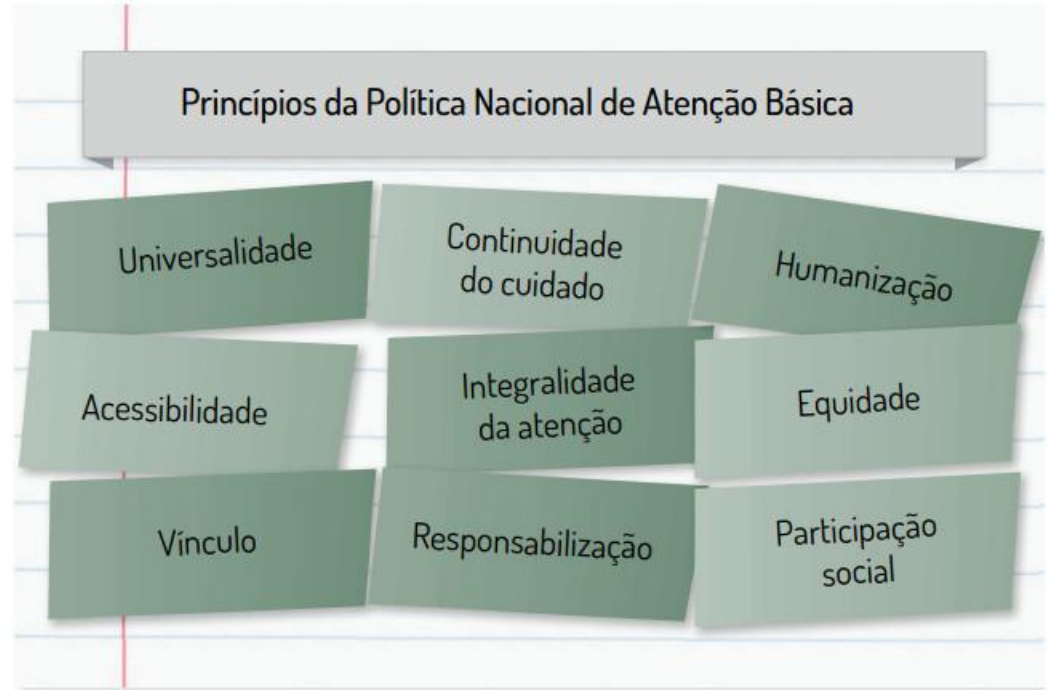 Princípios da Política Nacional de Atenção Básica
Universalidade
Continuidade
do cuidado
Humanização
Acessibilidade
Integralidade
da atenção
Equidade
Vínculo
Responsabilização
Participação
social